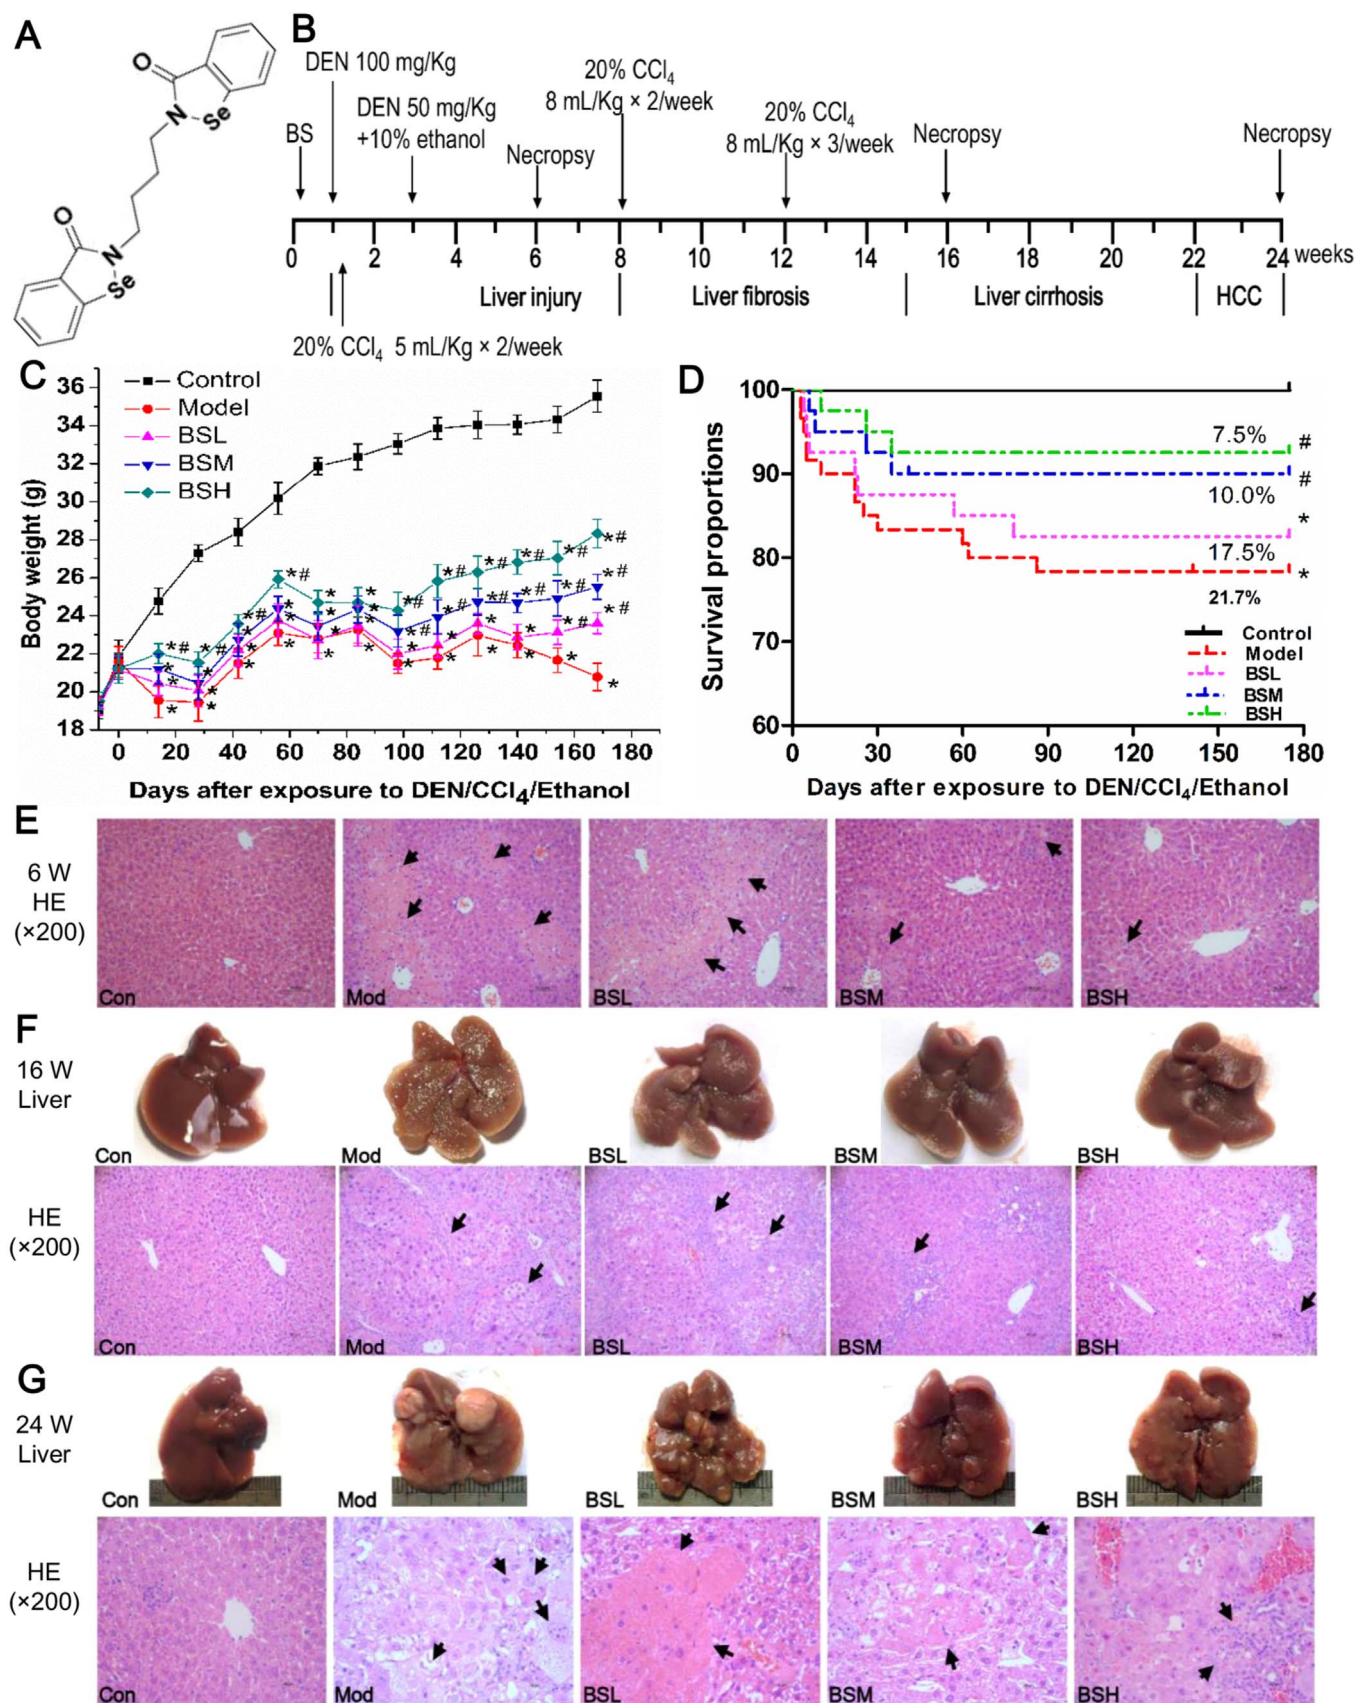 A
O
N
Se
O
N
Se
B
DEN 100 mg/Kg
BS
DEN 50 mg/Kg
+10% ethanol
Necropsy
20% CCl4
8 mL/Kg × 2/week
20% CCl4
8 mL/Kg × 3/week
Necropsy
Necropsy
0 2 4 6 8 10 12 14 16 18 20 22 24 weeks
Liver injury
Liver fibrosis
Liver cirrhosis
HCC
20% CCl4 5 mL/Kg × 2/week
C
Control
Model
BSL
BSM
BSH
Body weight (g)
36
34
32
30
28
26
24
22
20
18
0 20 40 60 80 100 120 140 160 180
Days after exposure to DEN/CCl4/Ethanol
D
Survival proportions
100
90
80
70
60
7.5% #
#
10.0%
*
17.5%
*
21.7%
Control
Model
BSL
BSM
BSH
0 30 60 90 120 150 180
Days after exposure to DEN/CCl4/Ethanol
E
6 W
HE
(×200)
Con Mod BSL BSM BSH
F
16 W
Liver
Con Mod BSL BSM BSH
HE
(×200)
Con Mod BSL BSM BSH
G
24 W
Liver
Con Mod BSL BSM BSH
HE
(×200)
Con Mod BSL BSM BSH